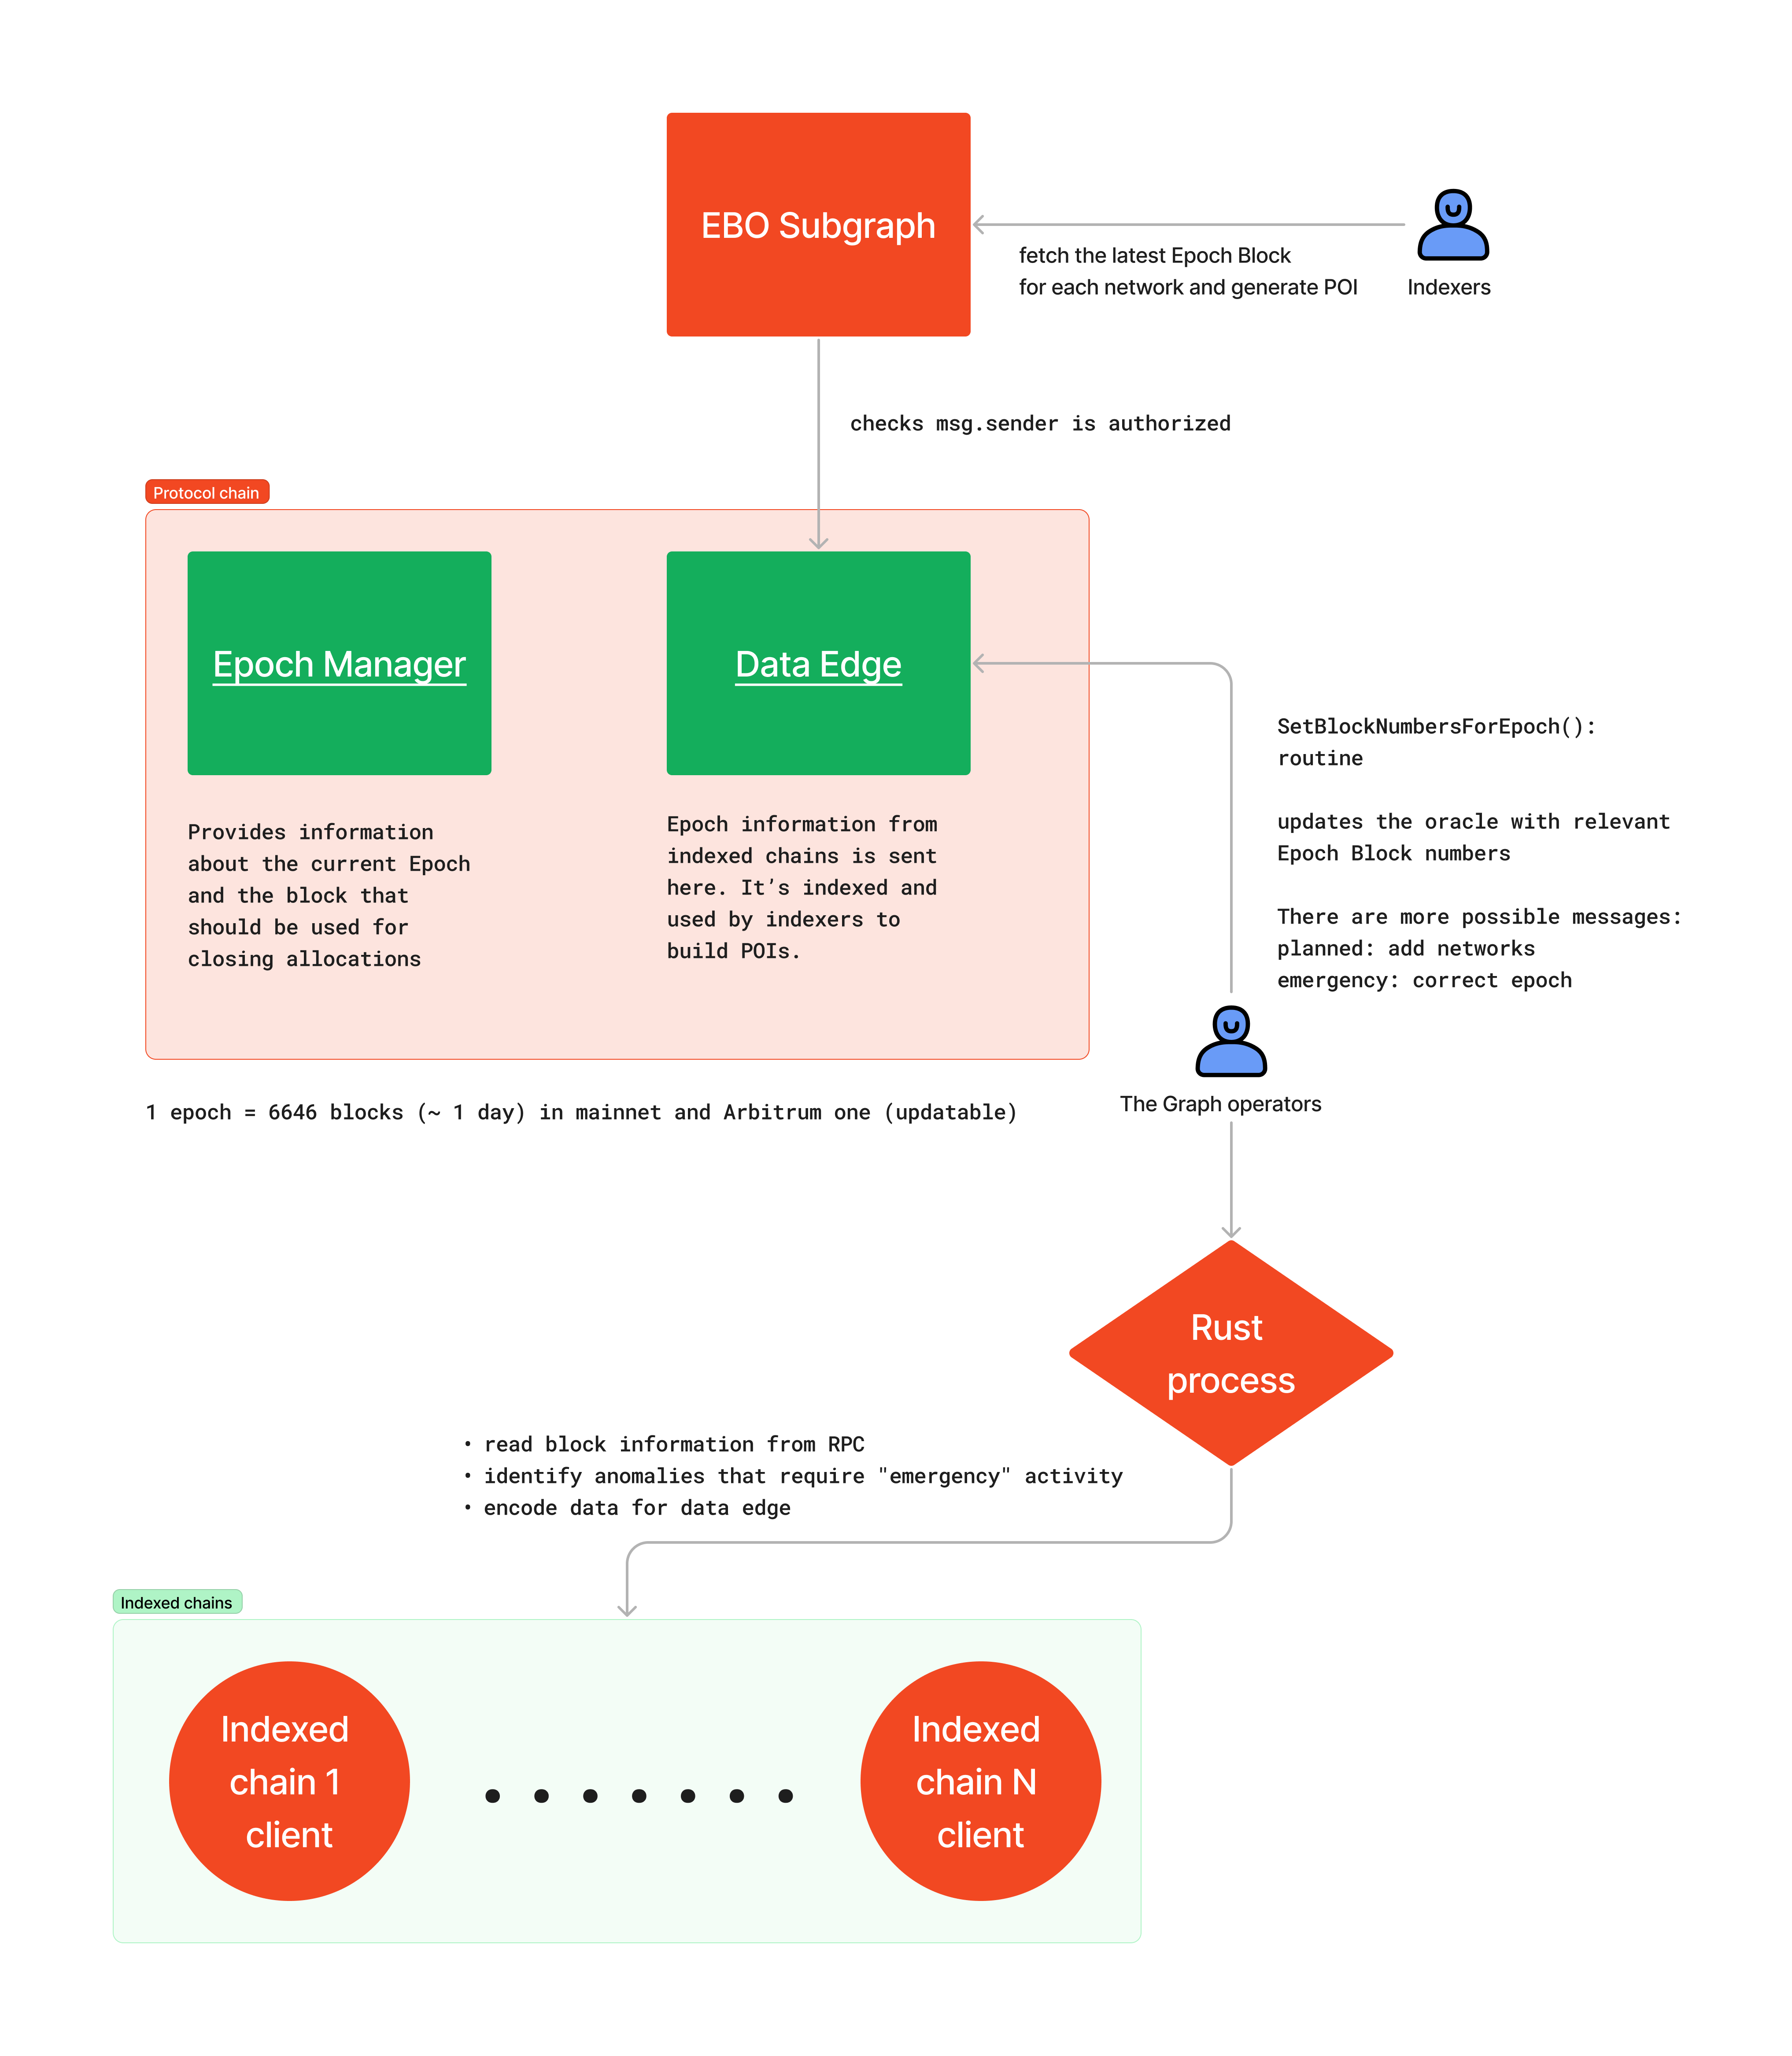 EBO Subgraph
fetch the latest Epoch Block
for each network and generate POI
Indexers
checks msg.sender is authorized
Protocol chain
Epoch Manager
Data Edge
Provides information
about the current Epoch
and the block that
should be used for
closing allocations
Epoch information from
indexed chains is sent
here. It’s indexed and
used by indexers to
build POIs.
SetBlockNumbersForEpoch():
routine
updates the oracle with relevant
Epoch Block numbers
There are more possible messages:
planned: add networks
emergency: correct epoch
The Graph operators
1 epoch = 6646 blocks (~ 1 day) in mainnet and Arbitrum one (updatable)
Rust
process
• read block information from RPC
• identify anomalies that require "emergency" activity
• encode data for data edge
Indexed chains
Indexed
chain 1
client
Indexed
chain N
client